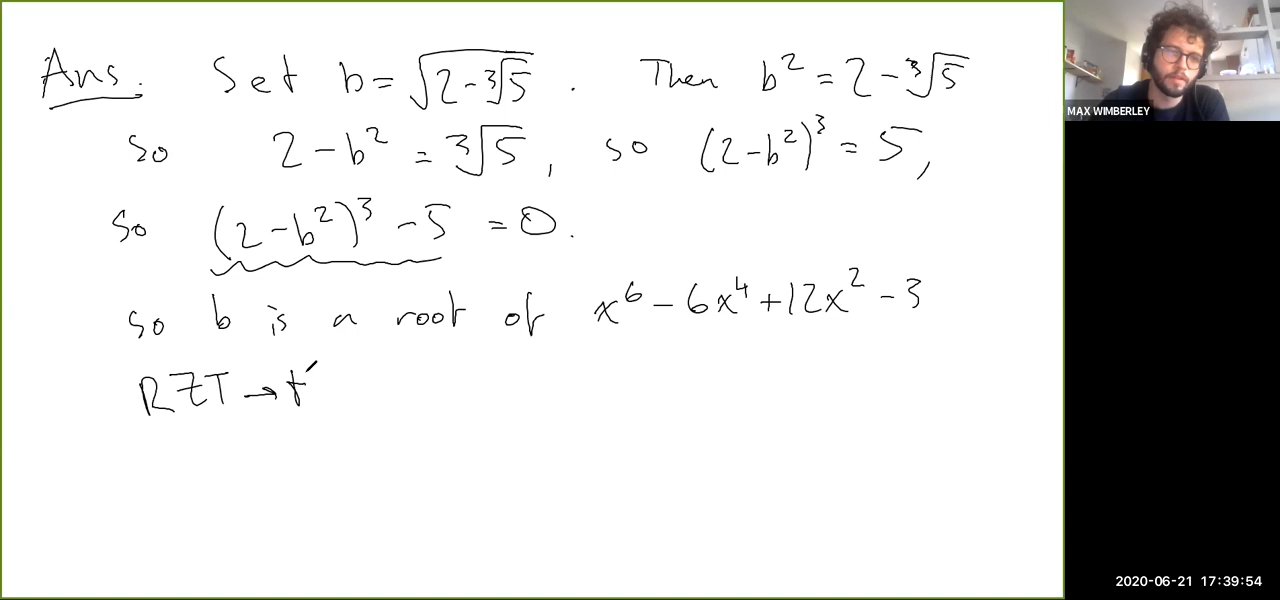 Ans. Set b = √(2-∛5). Then b² = 2-∛5
MAX WIMBERLEY
So 2-b² = ∛5, so (2-b²)³ = 5,
So (2-b²)³ - 5 = 0.
So b is a root of x⁶ - 6x⁴ + 12x² - 3
RZT →
2020-06-21 17:39:54